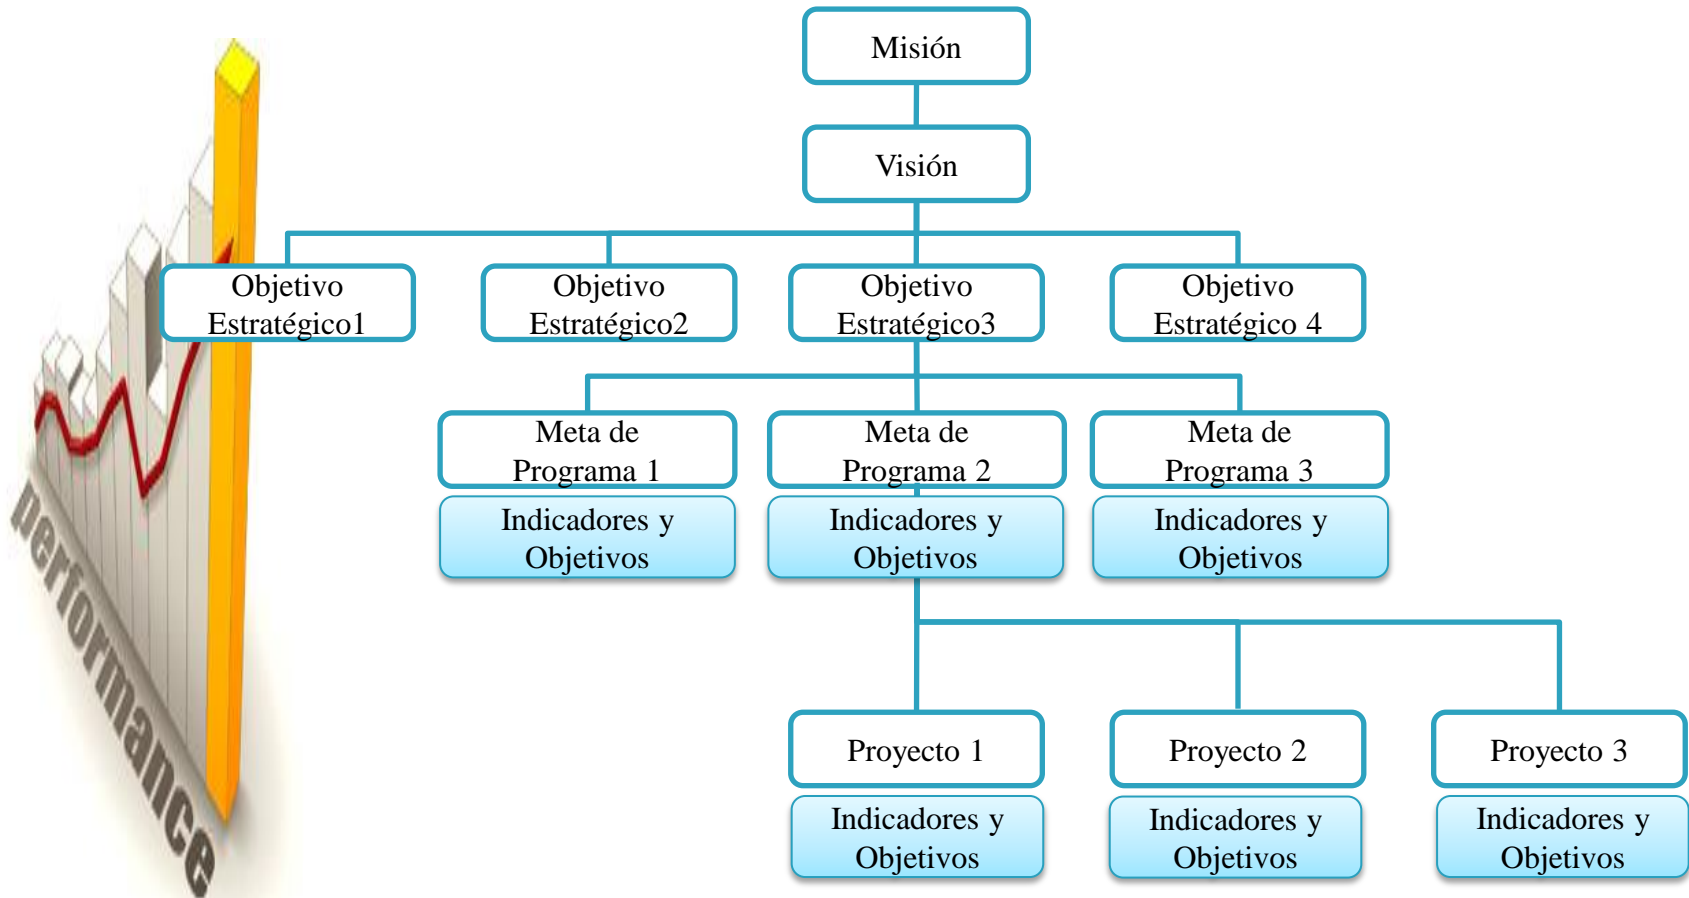 Misión
Visión
Objetivo
Estratégico1
Objetivo
Estratégico2
Objetivo
Estratégico3
Objetivo
Estratégico 4
Meta de
Programa 1
Meta de
Programa 2
Meta de
Programa 3
Indicadores y
Objetivos
Indicadores y
Objetivos
Indicadores y
Objetivos
Proyecto 1
Proyecto 2
Proyecto 3
Indicadores y
Objetivos
Indicadores y
Objetivos
Indicadores y
Objetivos
performance